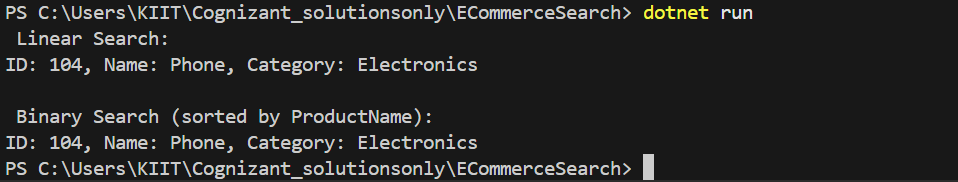 PS C:\Users\KIIT\Cognizant_solutionsonly\ECommerceSearch> dotnet run
 Linear Search:
ID: 104, Name: Phone, Category: Electronics

 Binary Search (sorted by ProductName):
ID: 104, Name: Phone, Category: Electronics
PS C:\Users\KIIT\Cognizant_solutionsonly\ECommerceSearch>